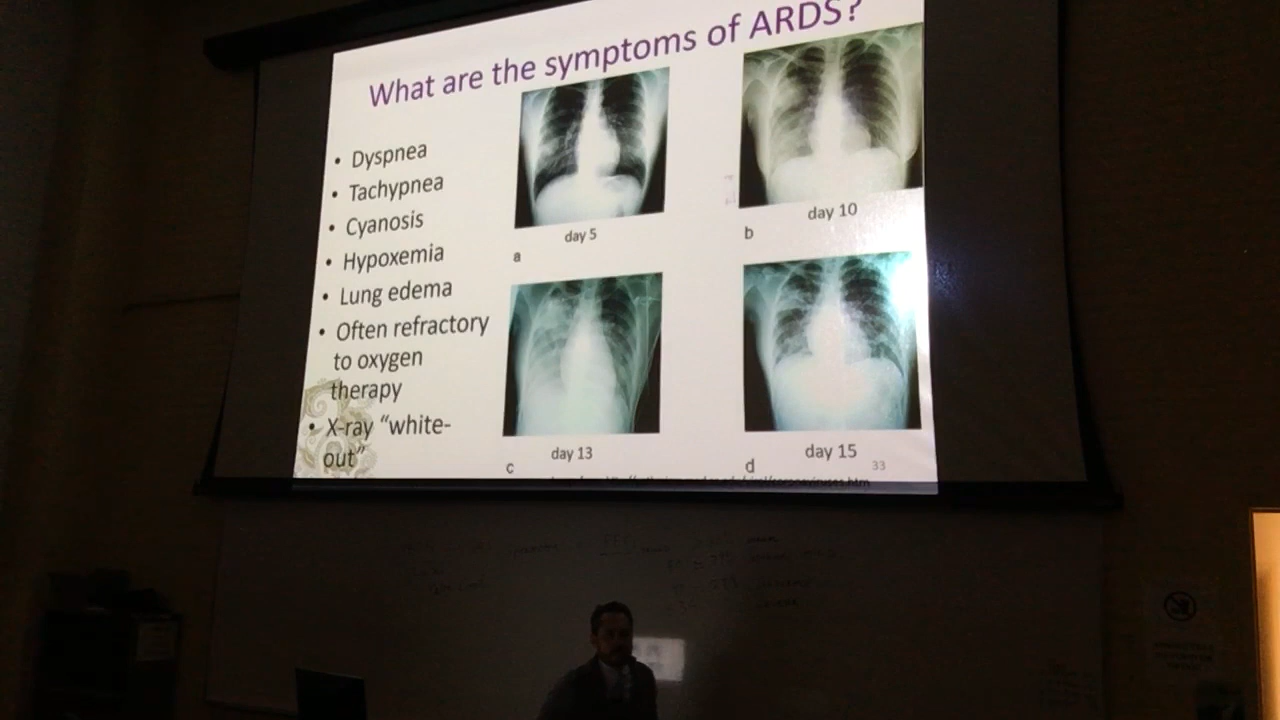 What are the symptoms of ARDS?
• Dyspnea
• Tachypnea
• Cyanosis
• Hypoxemia
• Lung edema
• Often refractory
to oxygen
therapy
• X-ray “white-
out”
day 5
a
day 10
b
day 13
c
day 15
d
33